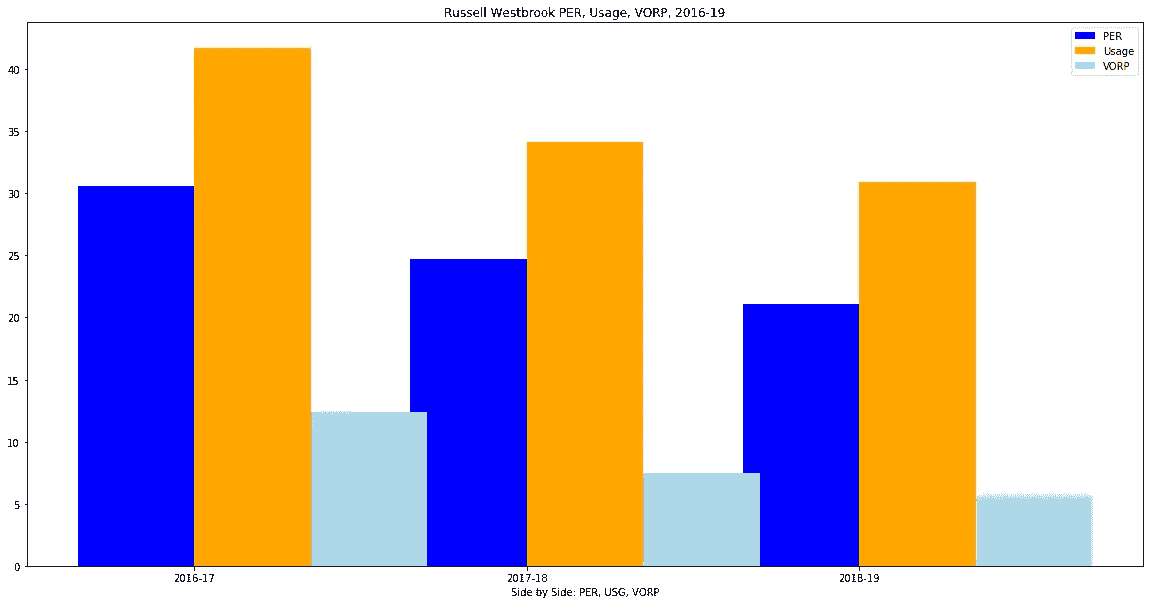 Russell Westbrook PER, Usage, VORP, 2016-19
PER
Usage
VORP
40
35
30
25
20
15
10
5
0
2016-17
2017-18
2018-19
Side by Side: PER, USG, VORP